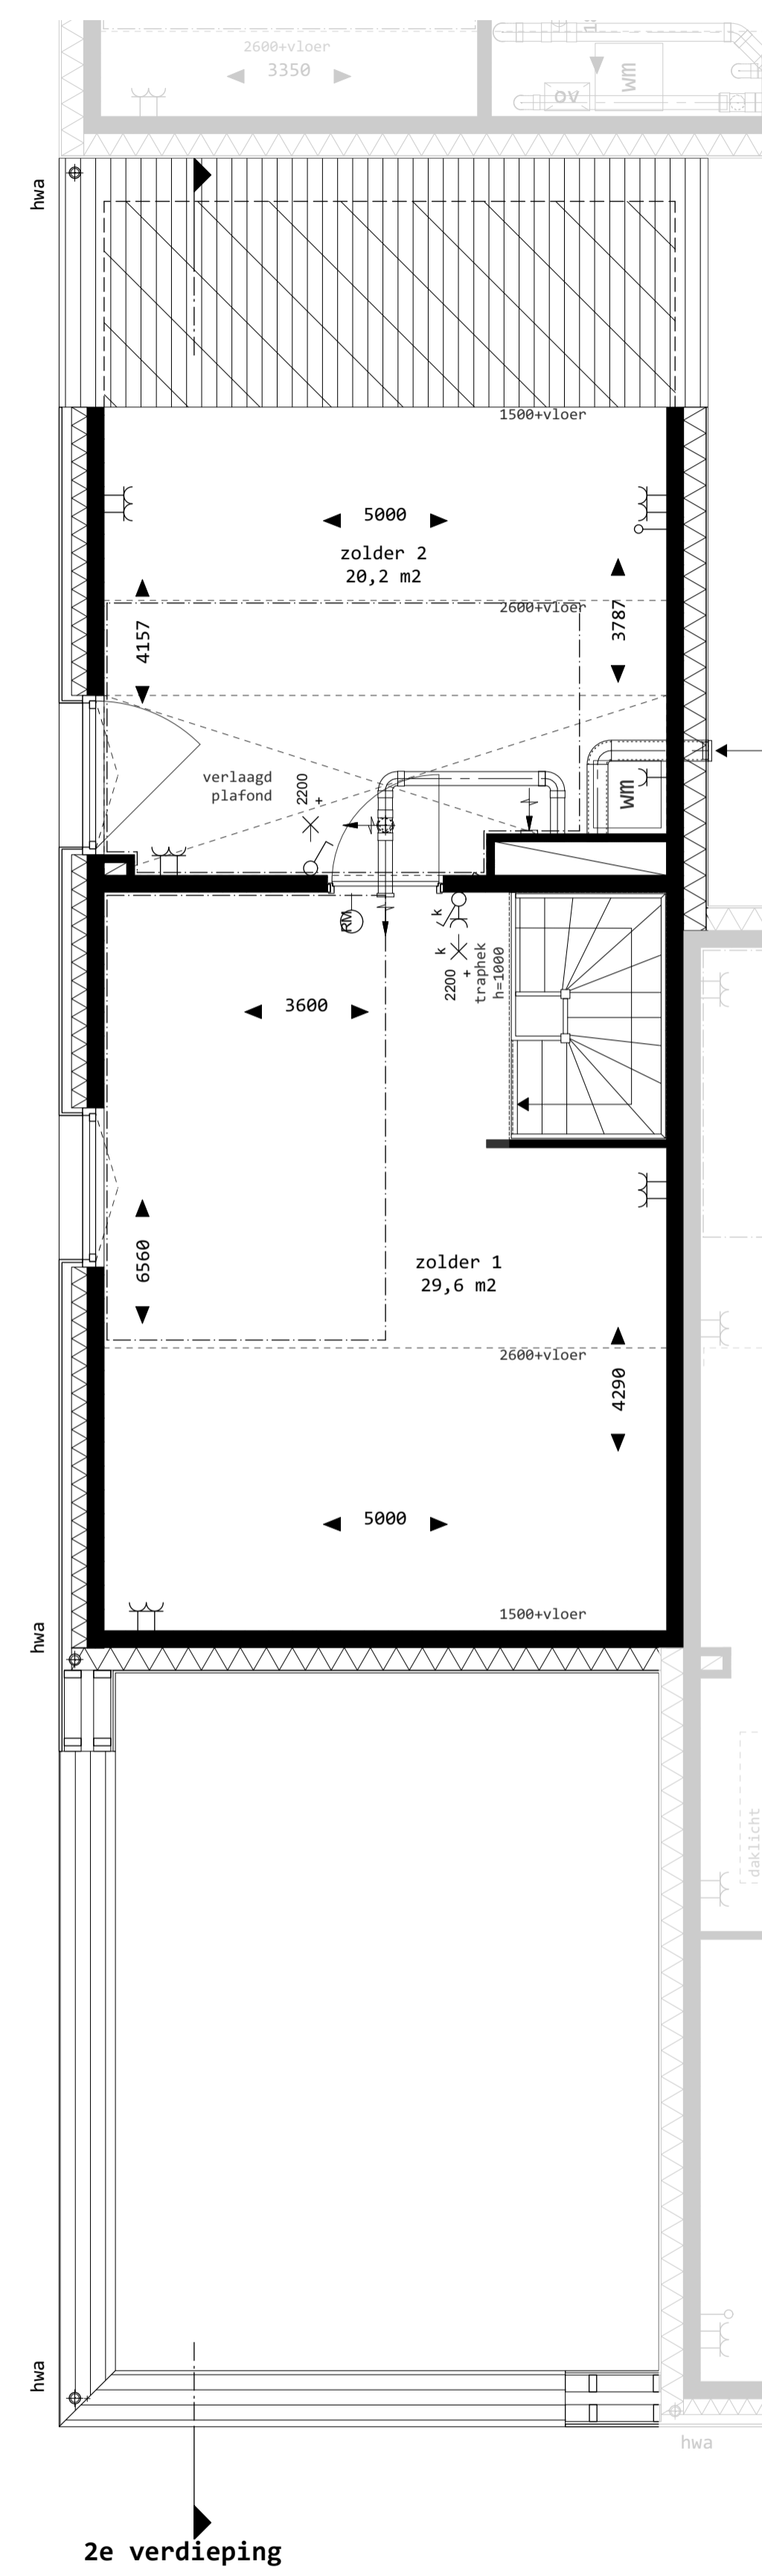 2600+vloer
3350
wm
ov
hwa
1500+vloer
5000
zolder 2
20,2 m2
2600+vloer
4157
3787
verlaagd
plafond
2200
+
wm
RM
k
k
2200
+
traphek
h=1000
3600
zolder 1
29,6 m2
6560
2600+vloer
4290
5000
1500+vloer
hwa
daklicht
hwa
hwa
2e verdieping